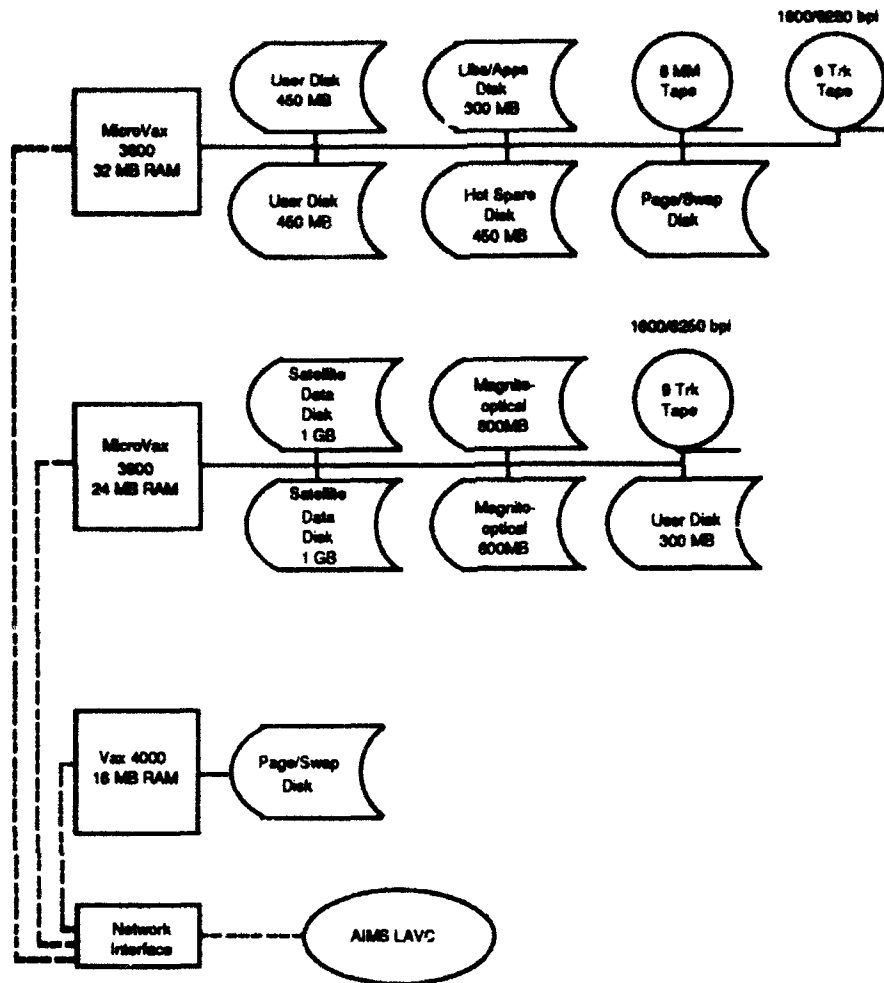 1600/6250 bpi
User Disk
450 MB
Libs/Apps
Disk
300 MB
8 MM
Tape
9 Trk
Tape
MicroVax
3600
32 MB RAM
User Disk
450 MB
Hot Spare
Disk
450 MB
Page/Swap
Disk
1600/6250 bpi
Satellite
Data
Disk
1 GB
Magnito-
optical
600MB
9 Trk
Tape
MicroVax
3600
24 MB RAM
Satellite
Data
Disk
1 GB
Magnito-
optical
600MB
User Disk
300 MB
Vax 4000
16 MB RAM
Page/Swap
Disk
Network
Interface
AIMS LAVC